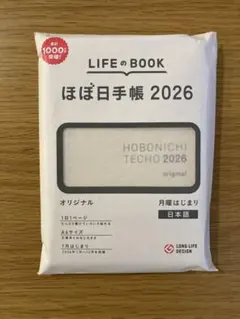 累計
1000万部
突破!
LIFEのBOOK
ほぼ日手帳 2026
HOBONICHI
TECHO 2026
original
オリジナル
月曜はじまり
日本語
1日1ページ
A6サイズ
1月はじまり
LONG LIFE
DESIGN